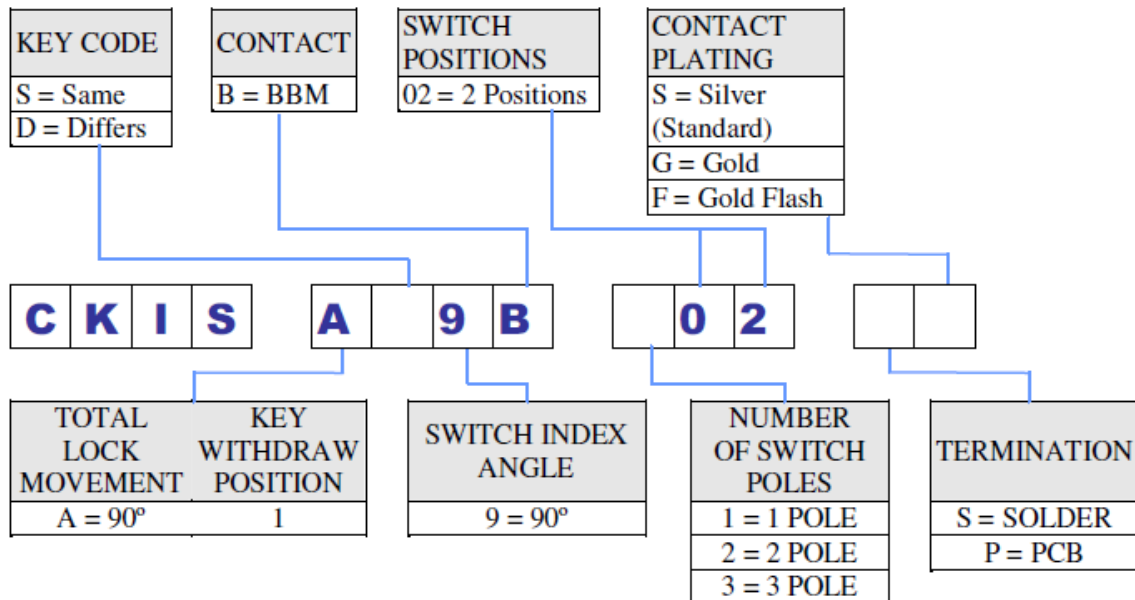 KEY CODE
S = Same
D = Differs
CONTACT
B = BBM
SWITCH
POSITIONS
02 = 2 Positions
CONTACT
PLATING
S = Silver
(Standard)
G = Gold
F = Gold Flash
C K I S A 9 B 0 2
TOTAL
LOCK
MOVEMENT
A = 90º
KEY
WITHDRAW
POSITION
1
SWITCH INDEX
ANGLE
9 = 90º
NUMBER
OF SWITCH
POLES
1 = 1 POLE
2 = 2 POLE
3 = 3 POLE
TERMINATION
S = SOLDER
P = PCB